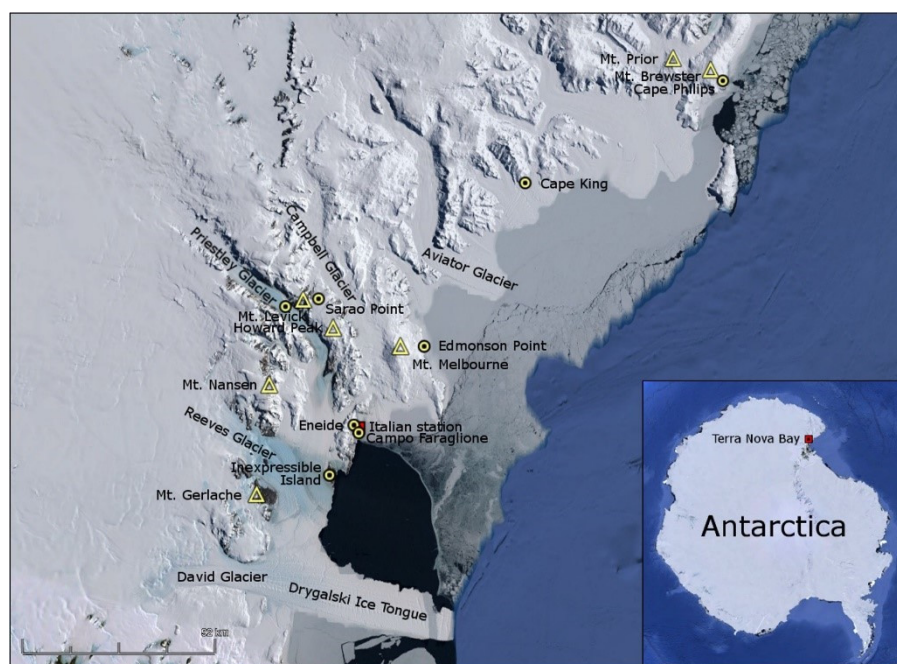 Mt. Prior
Mt. Brewster
Cape Philips
Cape King
Campbell Glacier
Priestley Glacier
Aviator Glacier
Sarao Point
Mt. Levick
Howard Peak
Edmonson Point
Mt. Melbourne
Mt. Nansen
Eneide
Italian station
Campo Faraglione
Reeves Glacier
Inexpressible
Island
Mt. Gerlache
David Glacier
Drygalski Ice Tongue
92 km
Terra Nova Bay
Antarctica